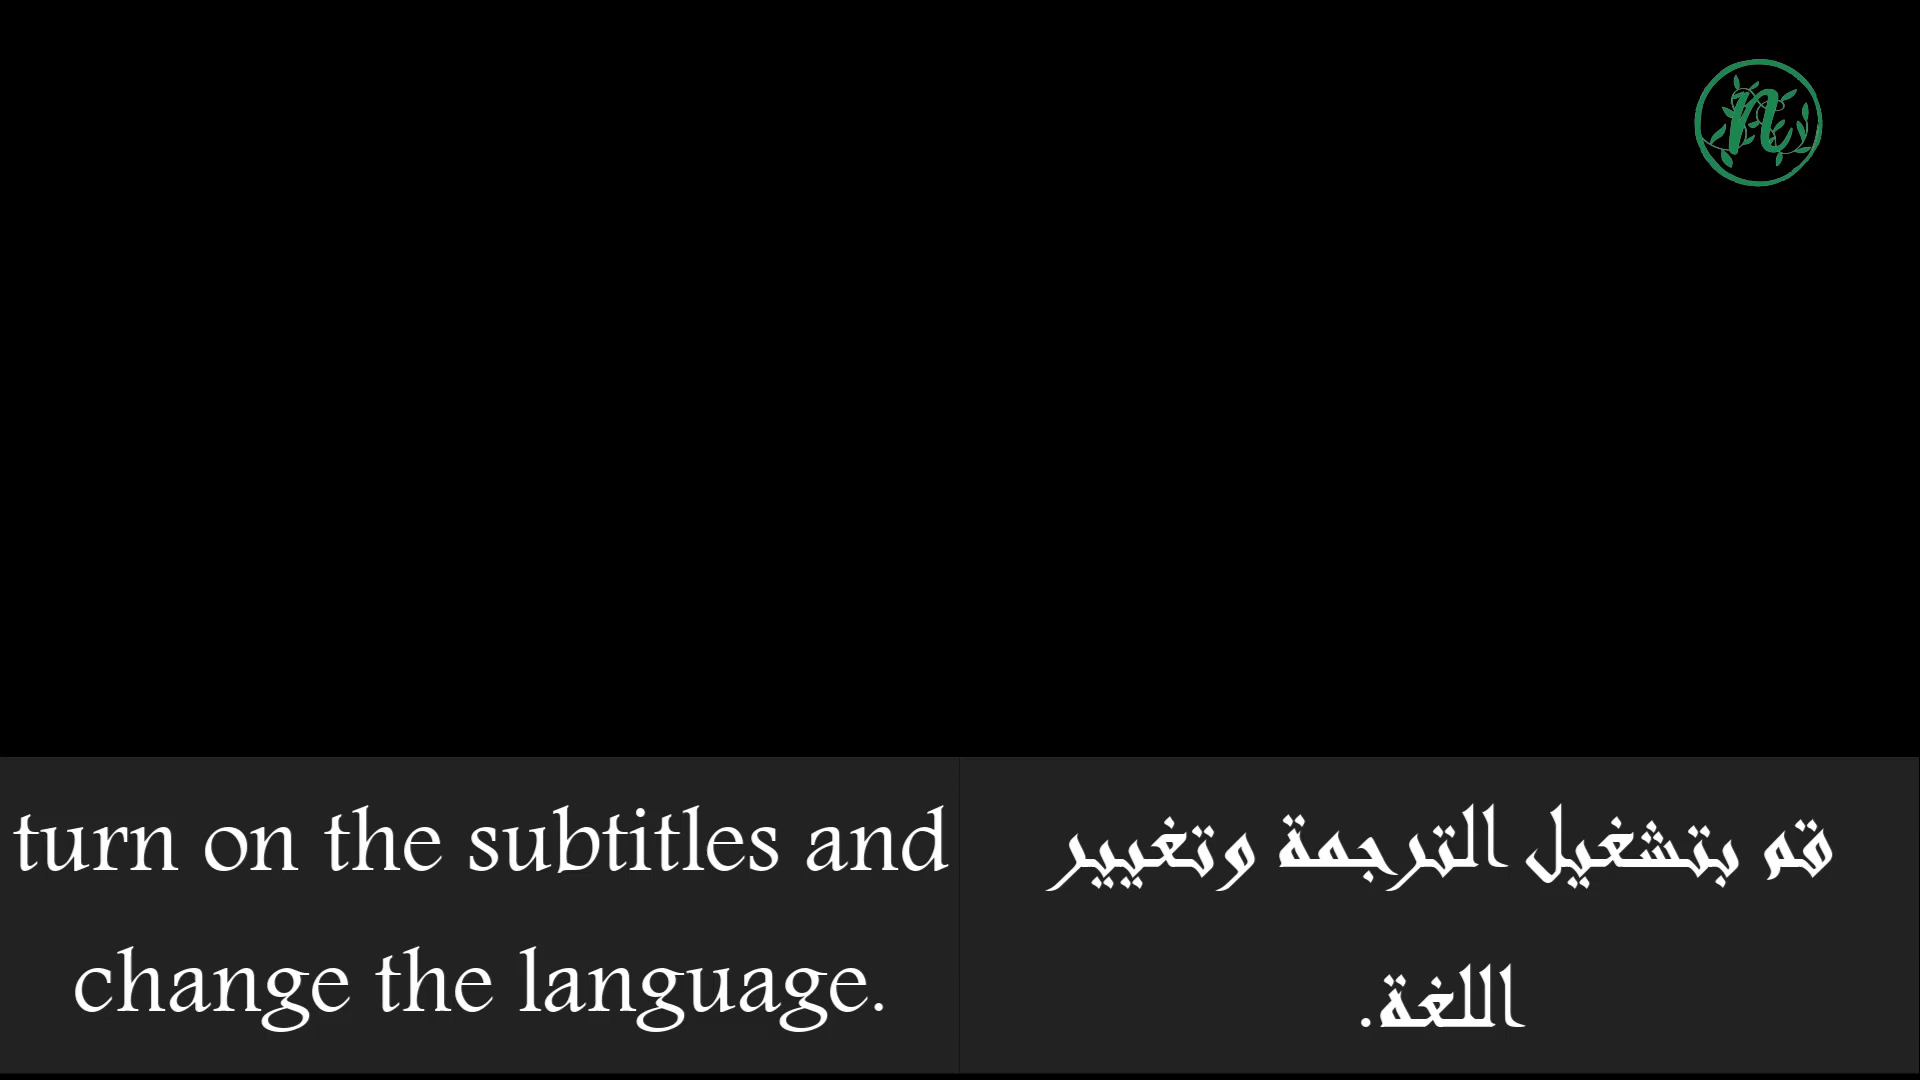 n
turn on the subtitles and
change the language.
قم بتشغيل الترجمة وتغيير
اللغة.